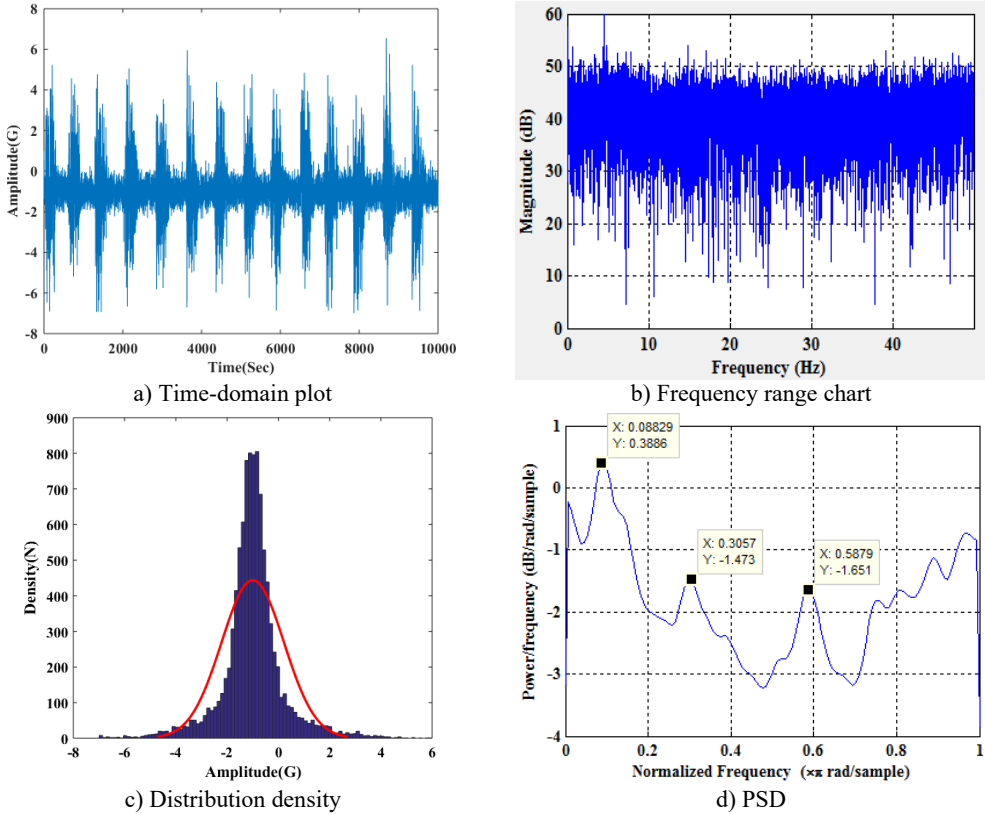 8
6
4
2
0
-2
-4
-6
-8
Amplitude(G)
0 2000 4000 6000 8000 10000
Time(Sec)
a) Time-domain plot
60
50
40
30
20
10
0
Magnitude (dB)
0 10 20 30 40
Frequency (Hz)
b) Frequency range chart
900
800
700
600
500
400
300
200
100
0
Density(N)
-8 -6 -4 -2 0 2 4 6
Amplitude(G)
c) Distribution density
1
0
-1
-2
-3
-4
Power/frequency (dB/rad/sample)
X: 0.08829
Y: 0.3886
X: 0.3057
Y: -1.473
X: 0.5879
Y: -1.651
0 0.2 0.4 0.6 0.8 1
Normalized Frequency (×π rad/sample)
d) PSD